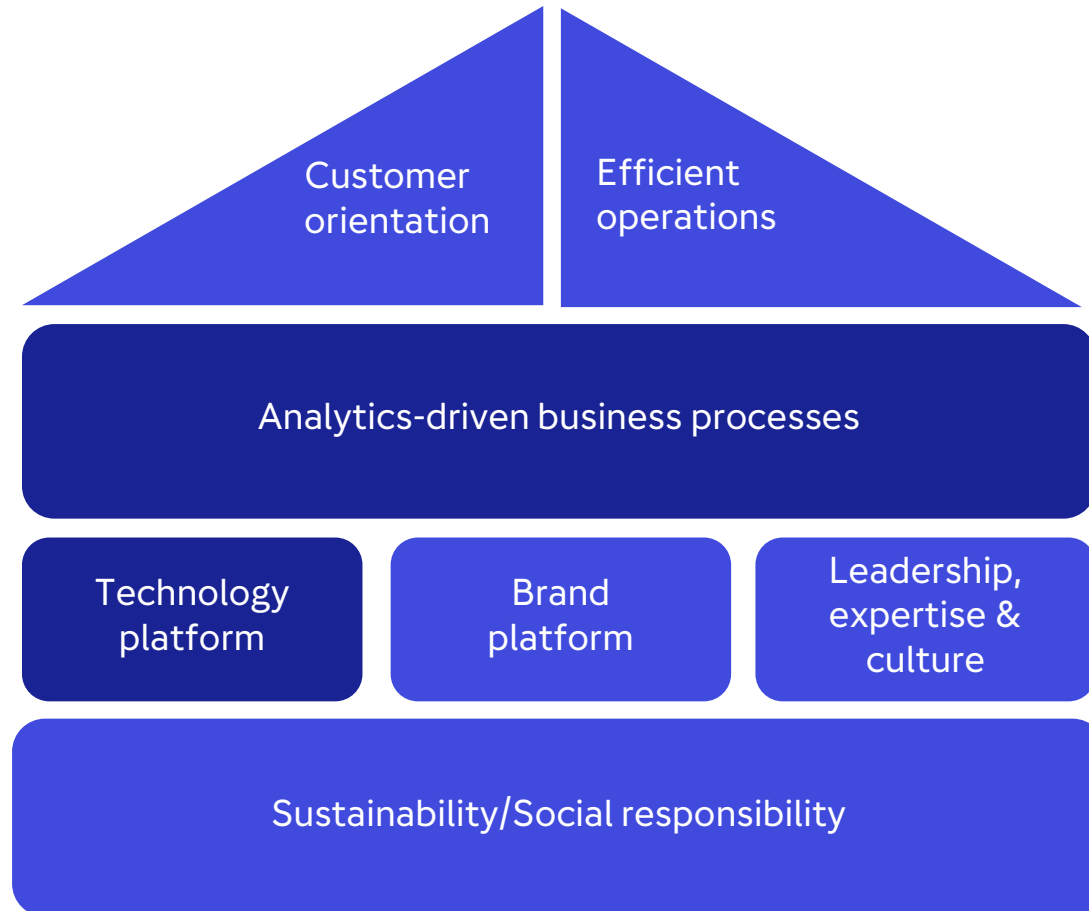 Customer
orientation
Efficient
operations
Analytics-driven business processes
Technology
platform
Brand
platform
Leadership,
expertise &
culture
Sustainability/Social responsibility